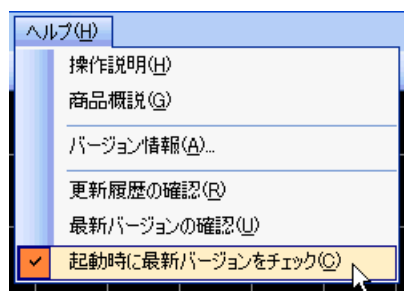 ヘルプ(H)
操作説明(H)
商品概説(G)
バージョン情報(A)...
更新履歴の確認(R)
最新バージョンの確認(U)
起動時に最新バージョンをチェック(C)